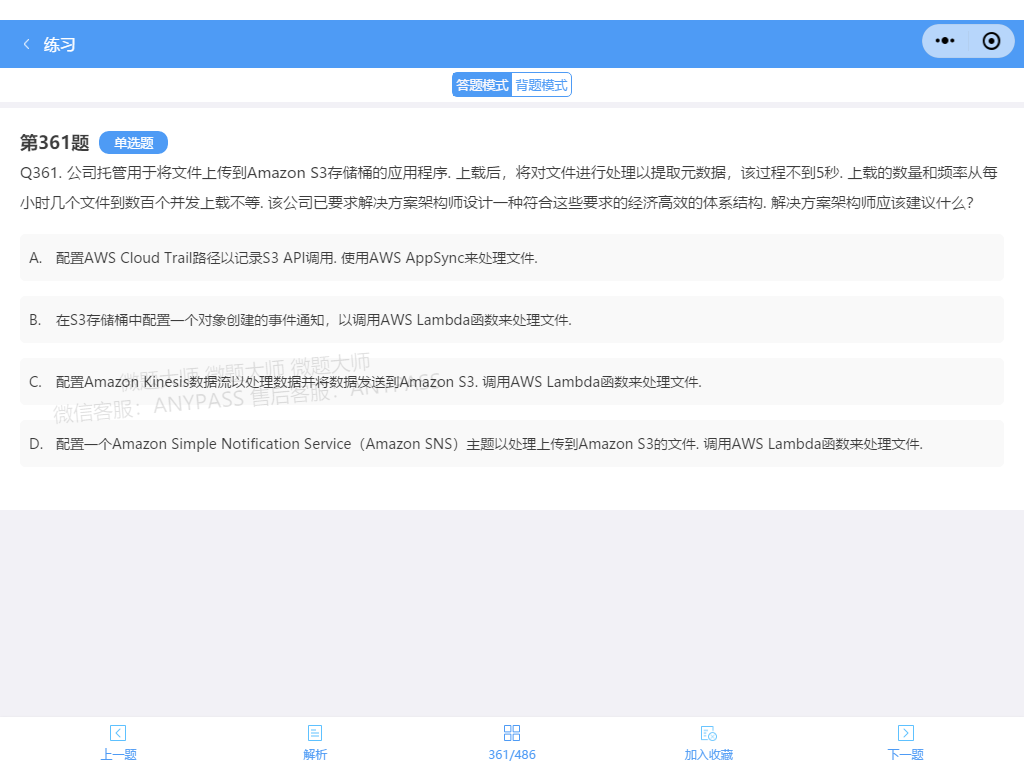 练习
答题模式 背题模式
第361题 单选题
Q361. 公司托管用于将文件上传到Amazon S3存储桶的应用程序. 上载后，将对文件进行处理以提取元数据，该过程不到5秒. 上载的数量和频率从每
小时几个文件到数百个并发上载不等. 该公司已要求解决方案架构师设计一种符合这些要求的经济高效的体系结构. 解决方案架构师应该建议什么？
A. 配置AWS Cloud Trail路径以记录S3 API调用. 使用AWS AppSync来处理文件.
B. 在S3存储桶中配置一个对象创建的事件通知，以调用AWS Lambda函数来处理文件.
微题大师 微题大师 微题大师
C. 配置Amazon Kinesis数据流以处理数据并将数据发送到Amazon S3. 调用AWS Lambda函数来处理文件.
微信客服：ANYPASS 售后客服：ANYPASS
D. 配置一个Amazon Simple Notification Service（Amazon SNS）主题以处理上传到Amazon S3的文件. 调用AWS Lambda函数来处理文件.
上一题 解析 361/486 加入收藏 下一题